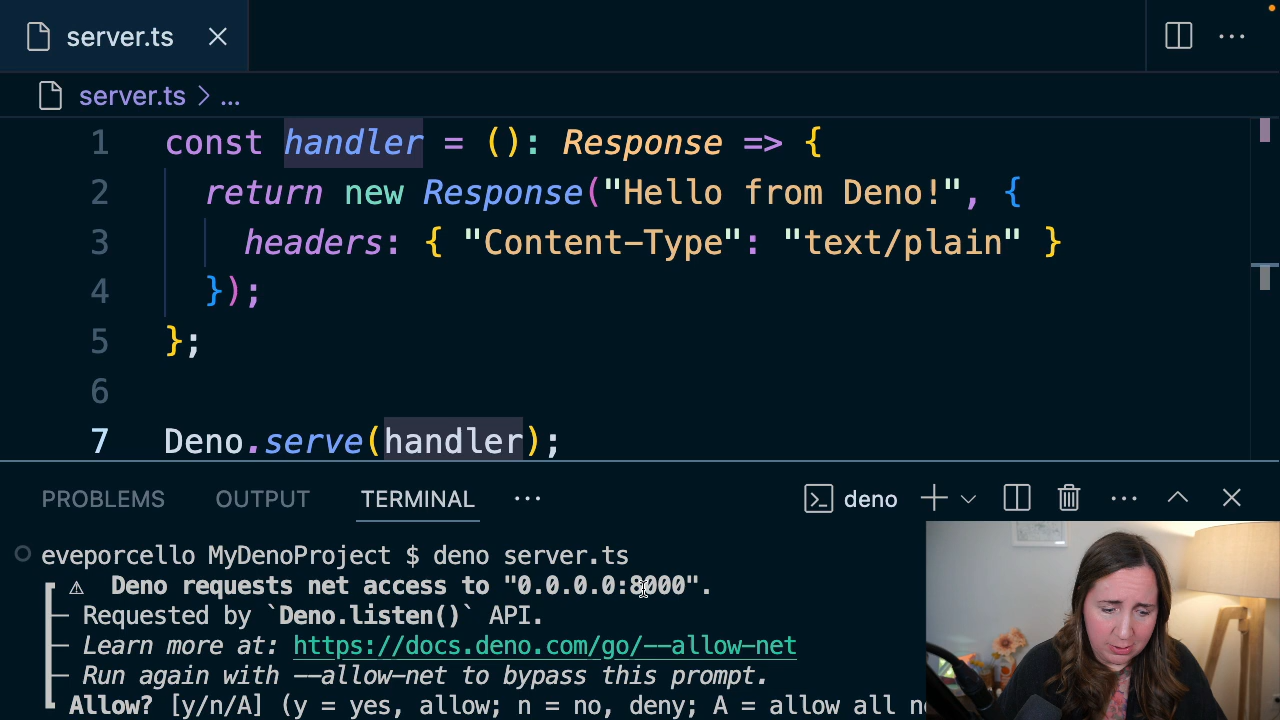 server.ts
server.ts > ...
1 const handler = (): Response => {
2 return new Response("Hello from Deno!", {
3 headers: { "Content-Type": "text/plain" }
4 });
5 };
6
7 Deno.serve(handler);
PROBLEMS OUTPUT TERMINAL ... deno
eveporcello MyDenoProject $ deno server.ts
⚠ Deno requests net access to "0.0.0.0:8000".
Requested by `Deno.listen()` API.
Learn more at: https://docs.deno.com/go/--allow-net
Run again with --allow-net to bypass this prompt.
Allow? [y/n/A] (y = yes, allow; n = no, deny; A = allow all